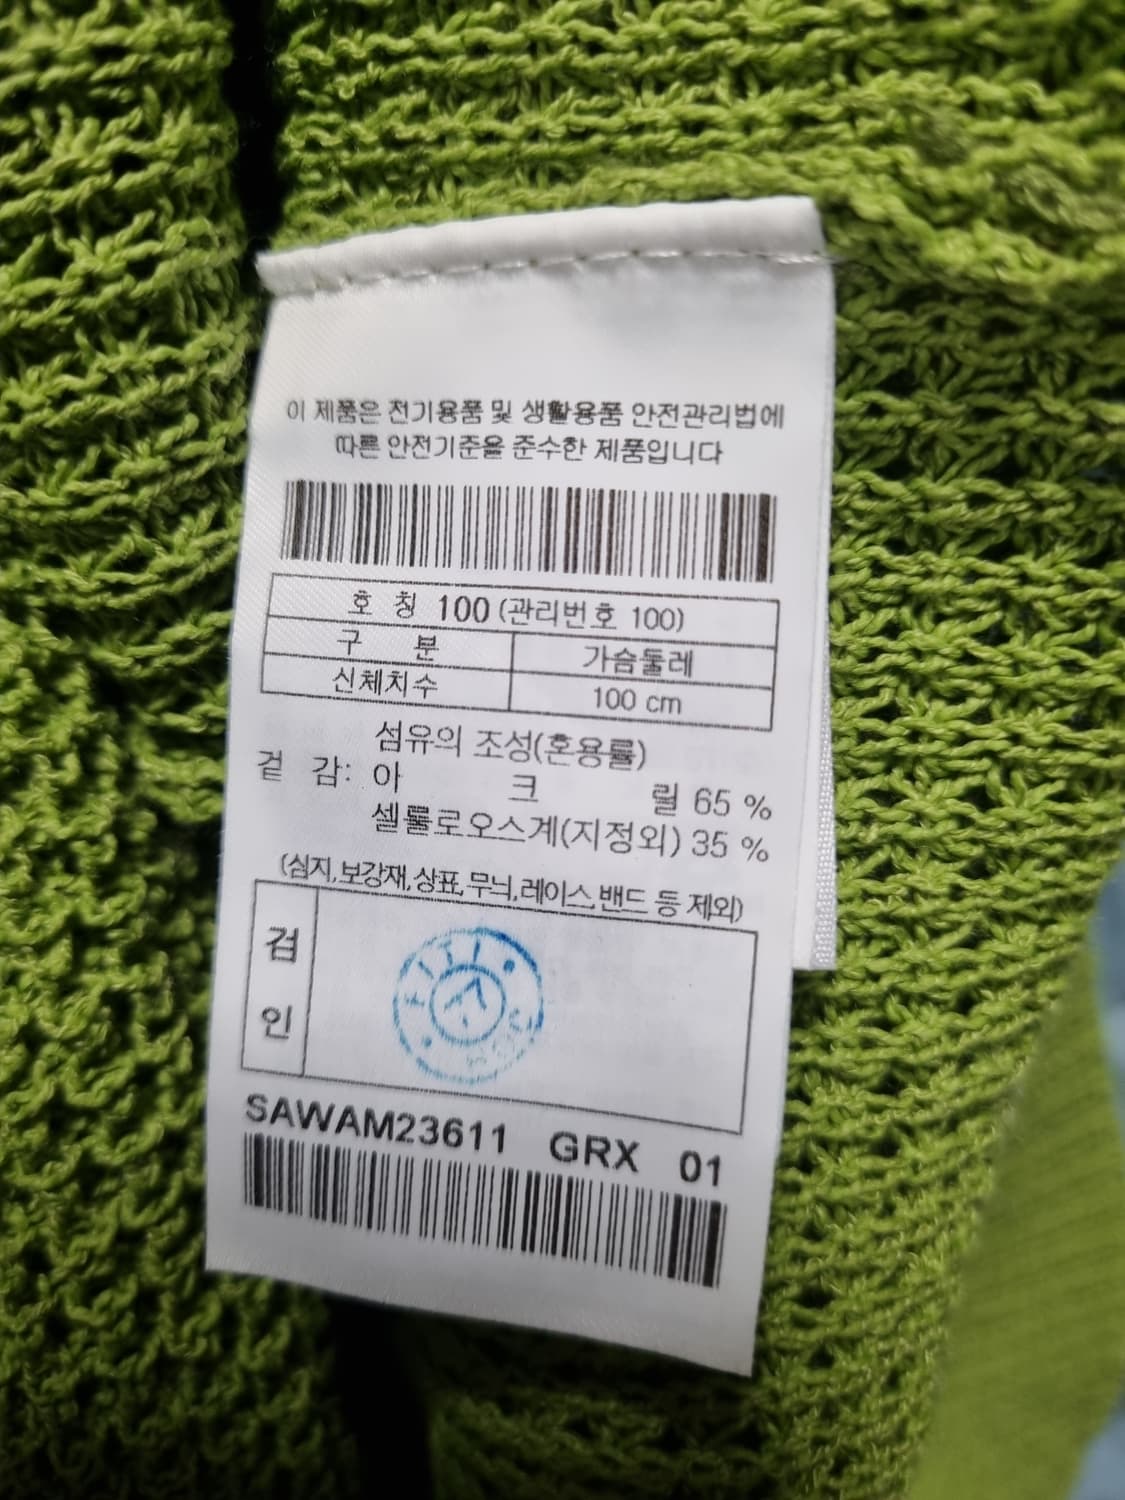 이 제품은 전기용품 및 생활용품 안전관리법에
따른 안전기준을 준수한 제품입니다
호 칭 100 (관리번호 100)
구 분 가슴둘레
신체치수 100 cm
섬유의 조성(혼용률)
겉 감: 아 크 릴 65 %
셀룰로오스계(지정외) 35 %
(심지,보강재,상표,무늬,레이스,밴드 등 제외)
검
인
FITI
SAWAM23611 GRX 01